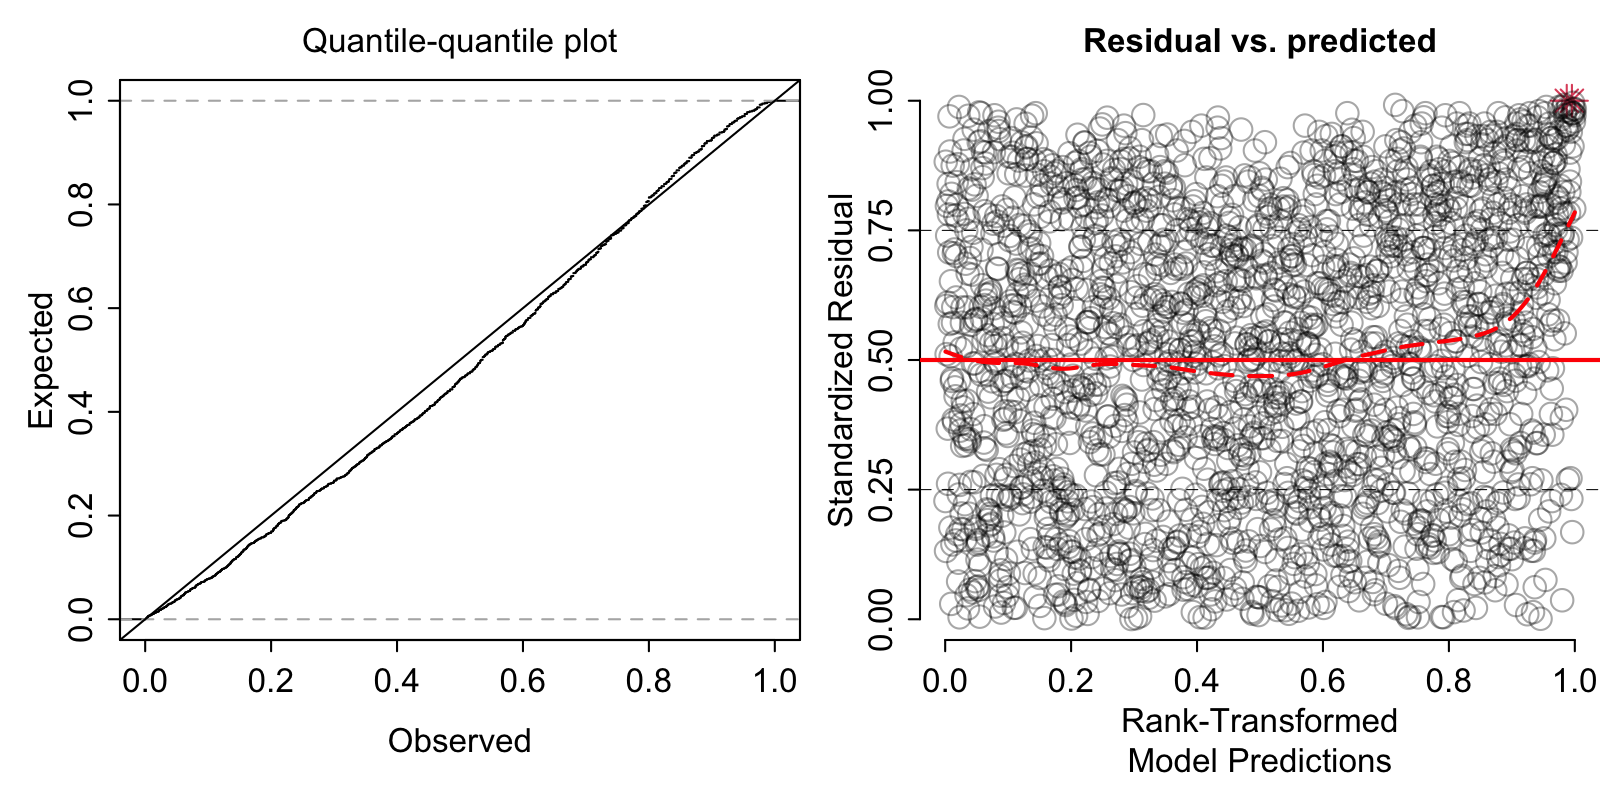 Quantile-quantile plot
Expected
1.0
0.8
0.6
0.4
0.2
0.0
0.0 0.2 0.4 0.6 0.8 1.0
Observed
Residual vs. predicted
Standardized Residual
1.00
0.75
0.50
0.25
0.00
0.0 0.2 0.4 0.6 0.8 1.0
Rank-Transformed
Model Predictions